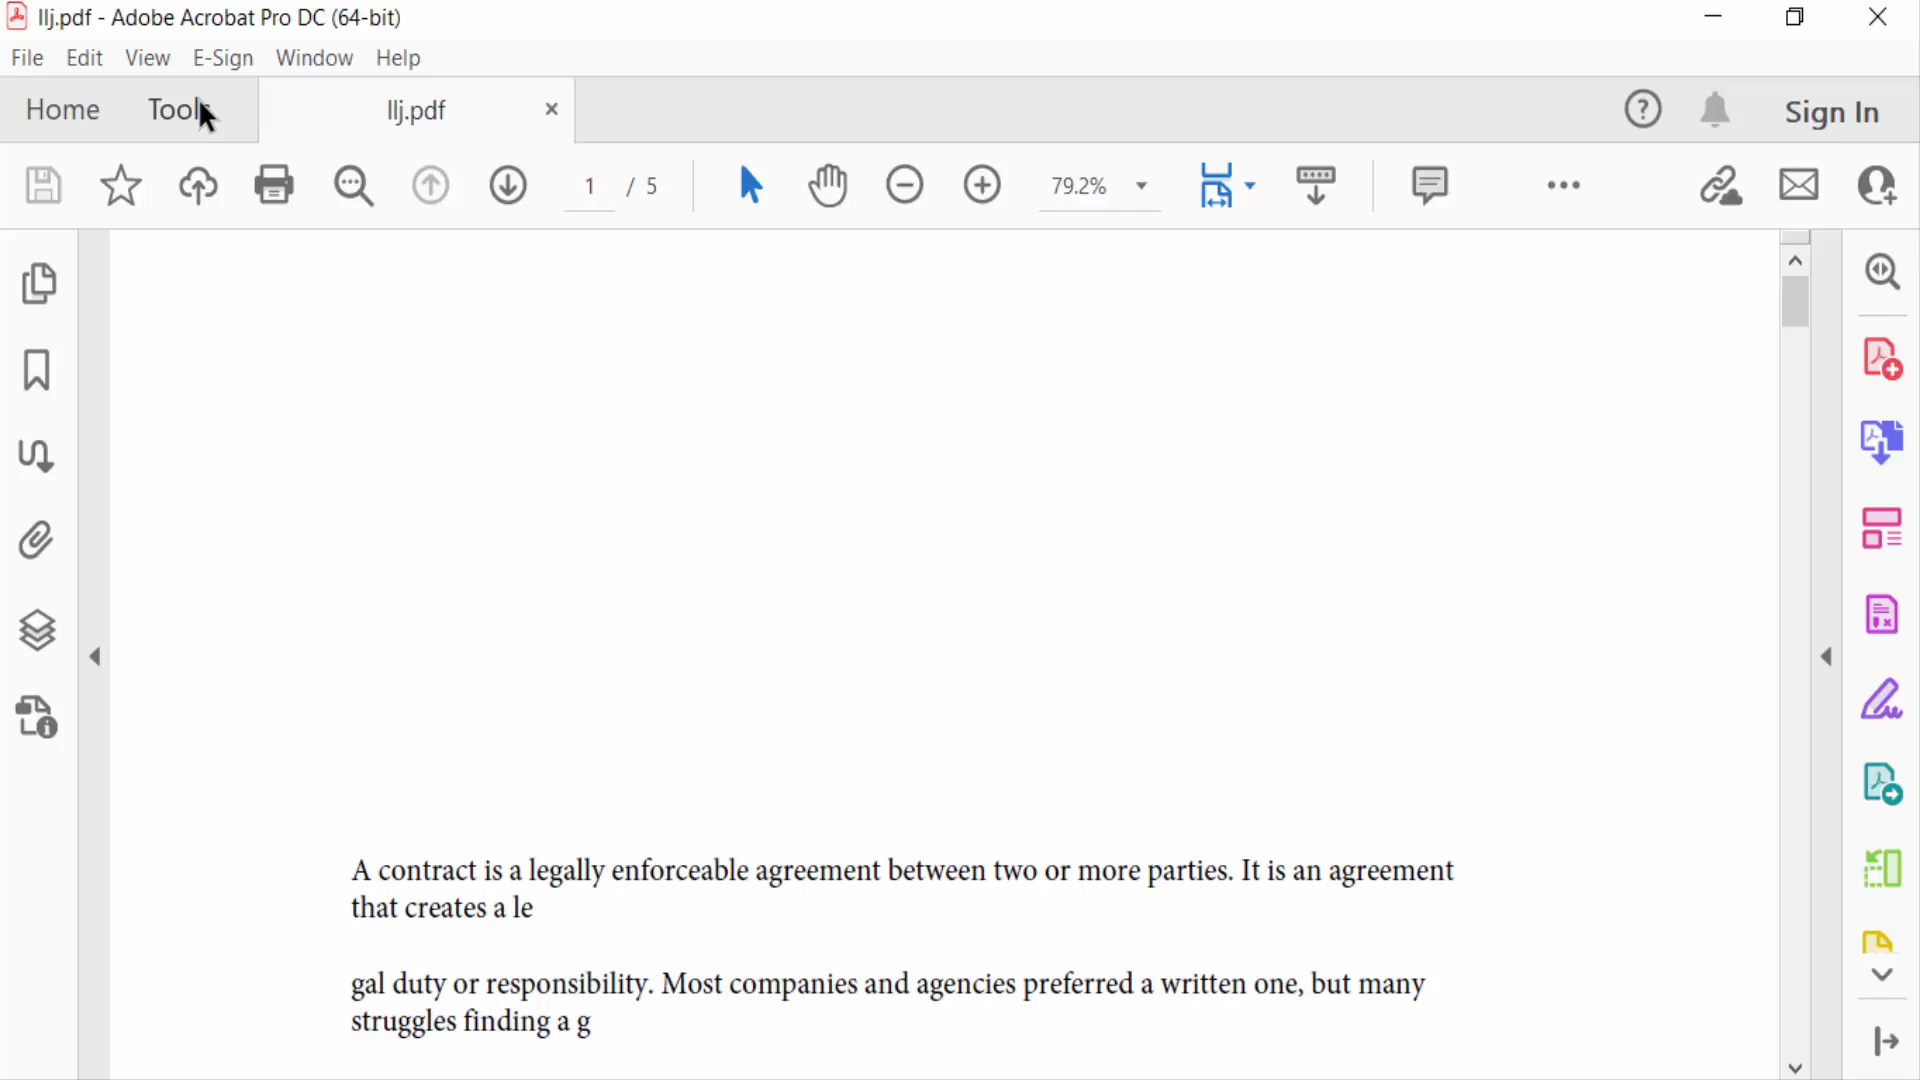 llj.pdf - Adobe Acrobat Pro DC (64-bit)
File Edit View E-Sign Window Help
Home Tools llj.pdf × Sign In
1 / 5 79.2%
A contract is a legally enforceable agreement between two or more parties. It is an agreement
that creates a le
gal duty or responsibility. Most companies and agencies preferred a written one, but many
struggles finding a g